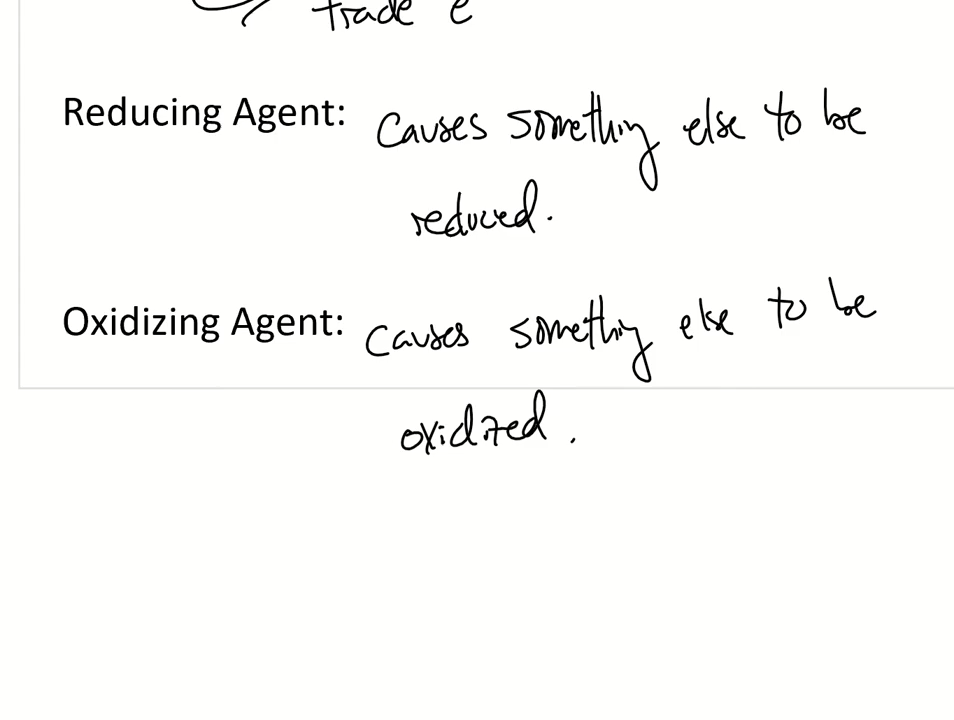 trade e
Reducing Agent: Causes something else to be
reduced.
Oxidizing Agent: Causes something else to be
oxidized.